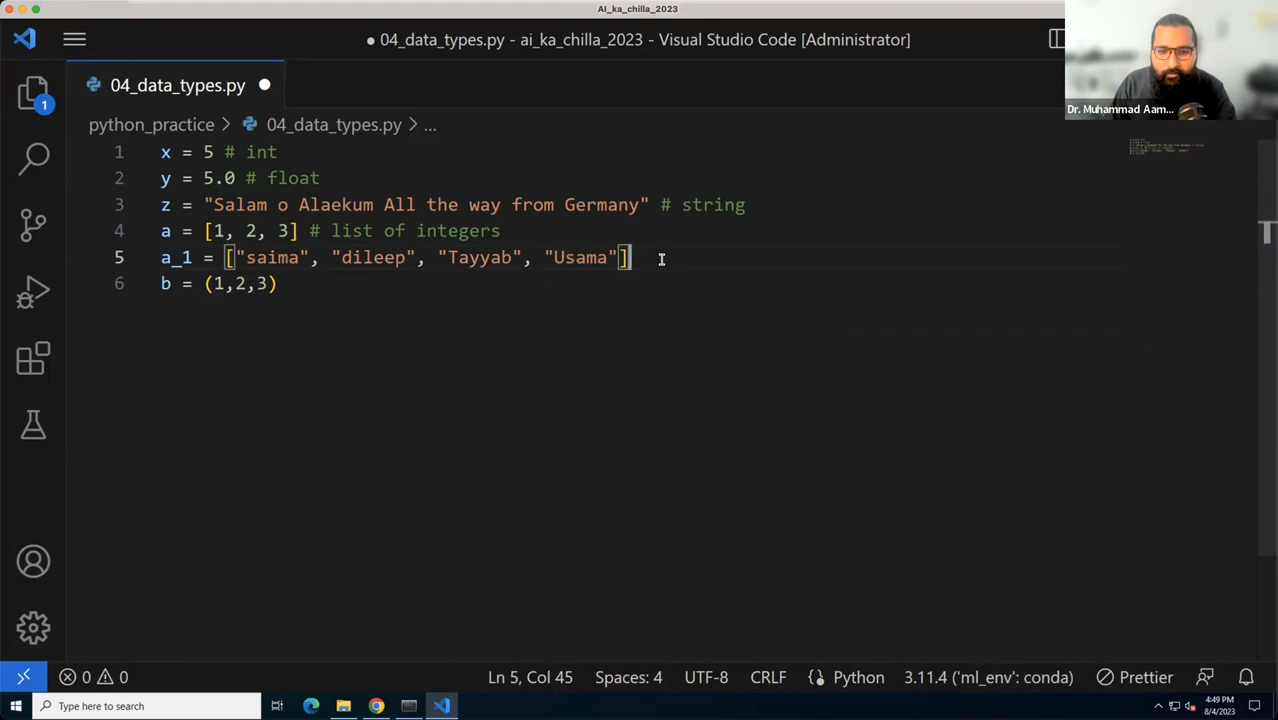 AI_ka_chilla_2023
04_data_types.py - ai_ka_chilla_2023 - Visual Studio Code [Administrator]
Dr. Muhammad Aam...
04_data_types.py
1
python_practice > 04_data_types.py > ...
1 x = 5 # int
2 y = 5.0 # float
3 z = "Salam o Alaekum All the way from Germany" # string
4 a = [1, 2, 3] # list of integers
5 a_1 = ["saima", "dileep", "Tayyab", "Usama"]
6 b = (1,2,3)
0 0 Ln 5, Col 45 Spaces: 4 UTF-8 CRLF Python 3.11.4 ('ml_env': conda) Prettier
Type here to search
4:49 PM
8/4/2023